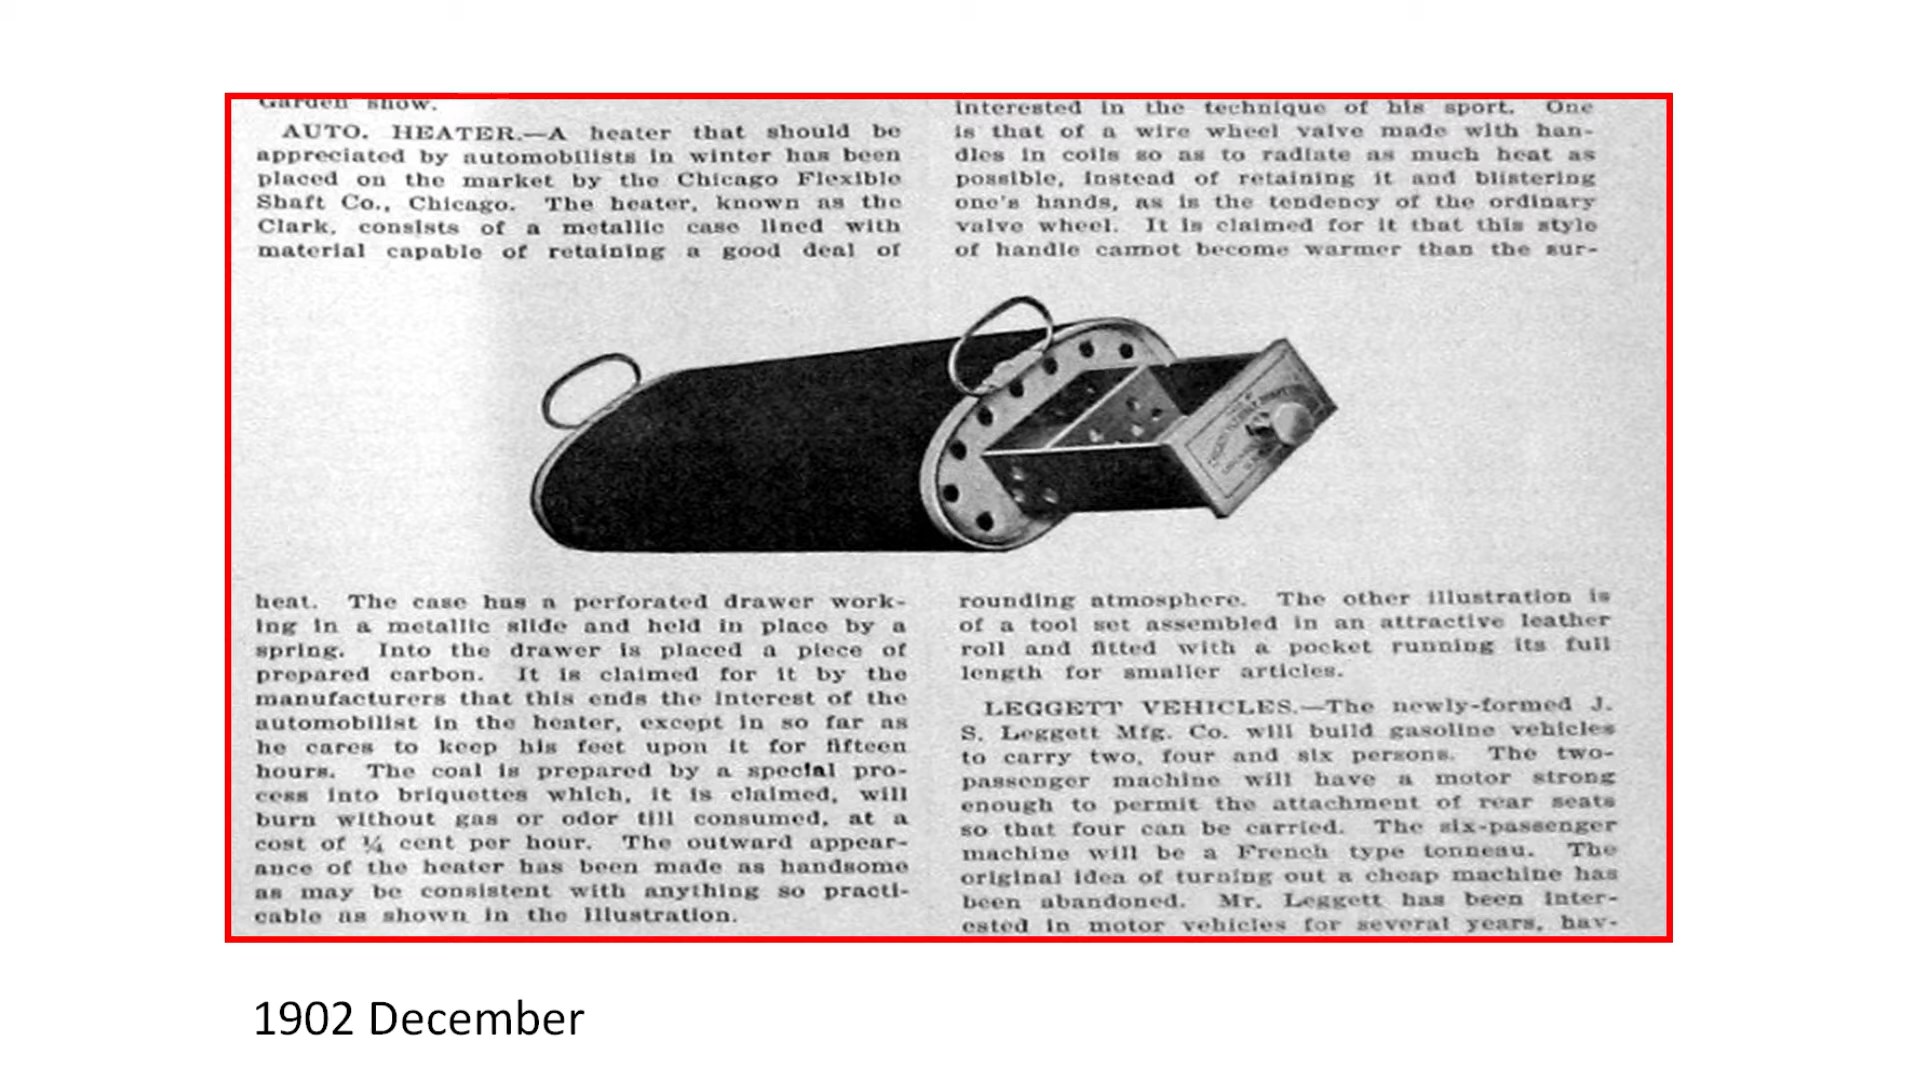 Garden show.
AUTO. HEATER.—A heater that should be
appreciated by automobilists in winter has been
placed on the market by the Chicago Flexible
Shaft Co., Chicago. The heater, known as the
Clark, consists of a metallic case lined with
material capable of retaining a good deal of
heat. The case has a perforated drawer work-
ing in a metallic slide and held in place by a
spring. Into the drawer is placed a piece of
prepared carbon. It is claimed for it by the
manufacturers that this ends the interest of the
automobilist in the heater, except in so far as
he cares to keep his feet upon it for fifteen
hours. The coal is prepared by a special pro-
cess into briquettes which, it is claimed, will
burn without gas or odor till consumed, at a
cost of ¼ cent per hour. The outward appear-
ance of the heater has been made as handsome
as may be consistent with anything so practi-
cable as shown in the illustration.
interested in the technique of his sport. One
is that of a wire wheel valve made with han-
dles in coils so as to radiate as much heat as
possible, instead of retaining it and blistering
one's hands, as is the tendency of the ordinary
valve wheel. It is claimed for it that this style
of handle cannot become warmer than the sur-
rounding atmosphere. The other illustration is
of a tool set assembled in an attractive leather
roll and fitted with a pocket running its full
length for smaller articles.
LEGGETT VEHICLES.—The newly-formed J.
S. Leggett Mfg. Co. will build gasoline vehicles
to carry two, four and six persons. The two-
passenger machine will have a motor strong
enough to permit the attachment of rear seats
so that four can be carried. The six-passenger
machine will be a French type tonneau. The
original idea of turning out a cheap machine has
been abandoned. Mr. Leggett has been inter-
ested in motor vehicles for several years, hav-
1902 December